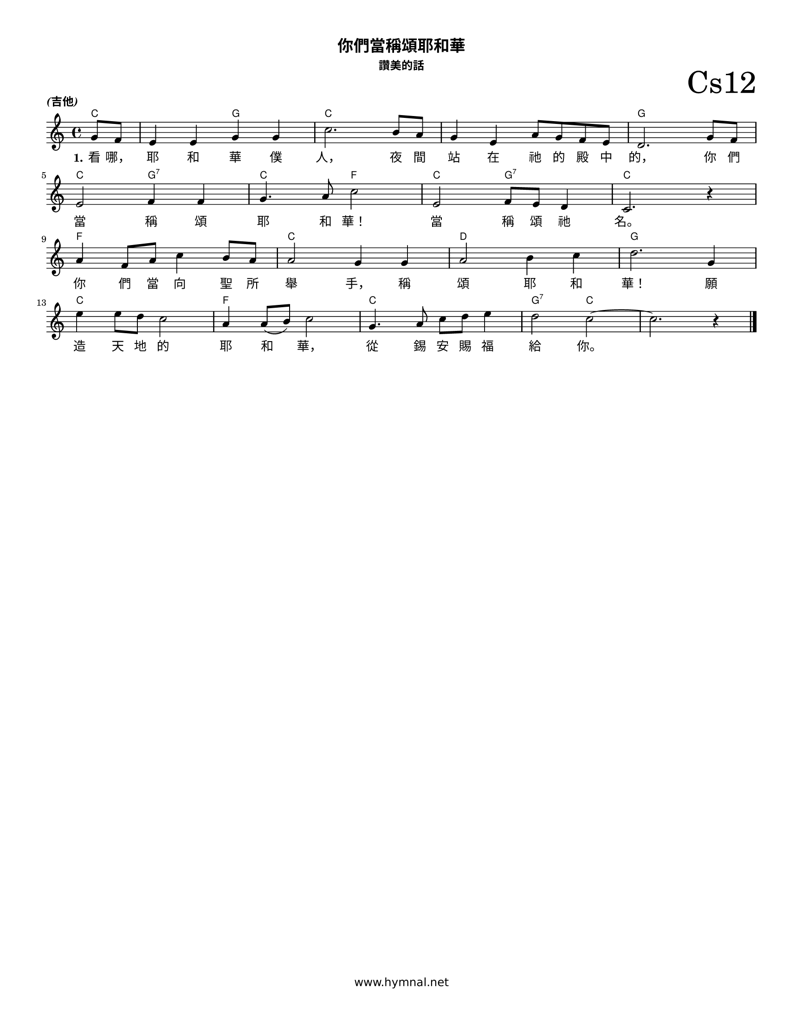 你們當稱頌耶和華
讚美的話
Cs12
(吉他)
C G C G
1. 看 哪, 耶 和 華 僕 人, 夜 間 站 在 祂 的 殿 中 的, 你 們
5 C G7 C F C G7 C
當 稱 頌 耶 和 華! 當 稱 頌 祂 名。
9 F C D G
你 們 當 向 聖 所 舉 手, 稱 頌 耶 和 華! 願
13 C F C G7 C
造 天 地 的 耶 和 華, 從 錫 安 賜 福 給 你。
www.hymnal.net